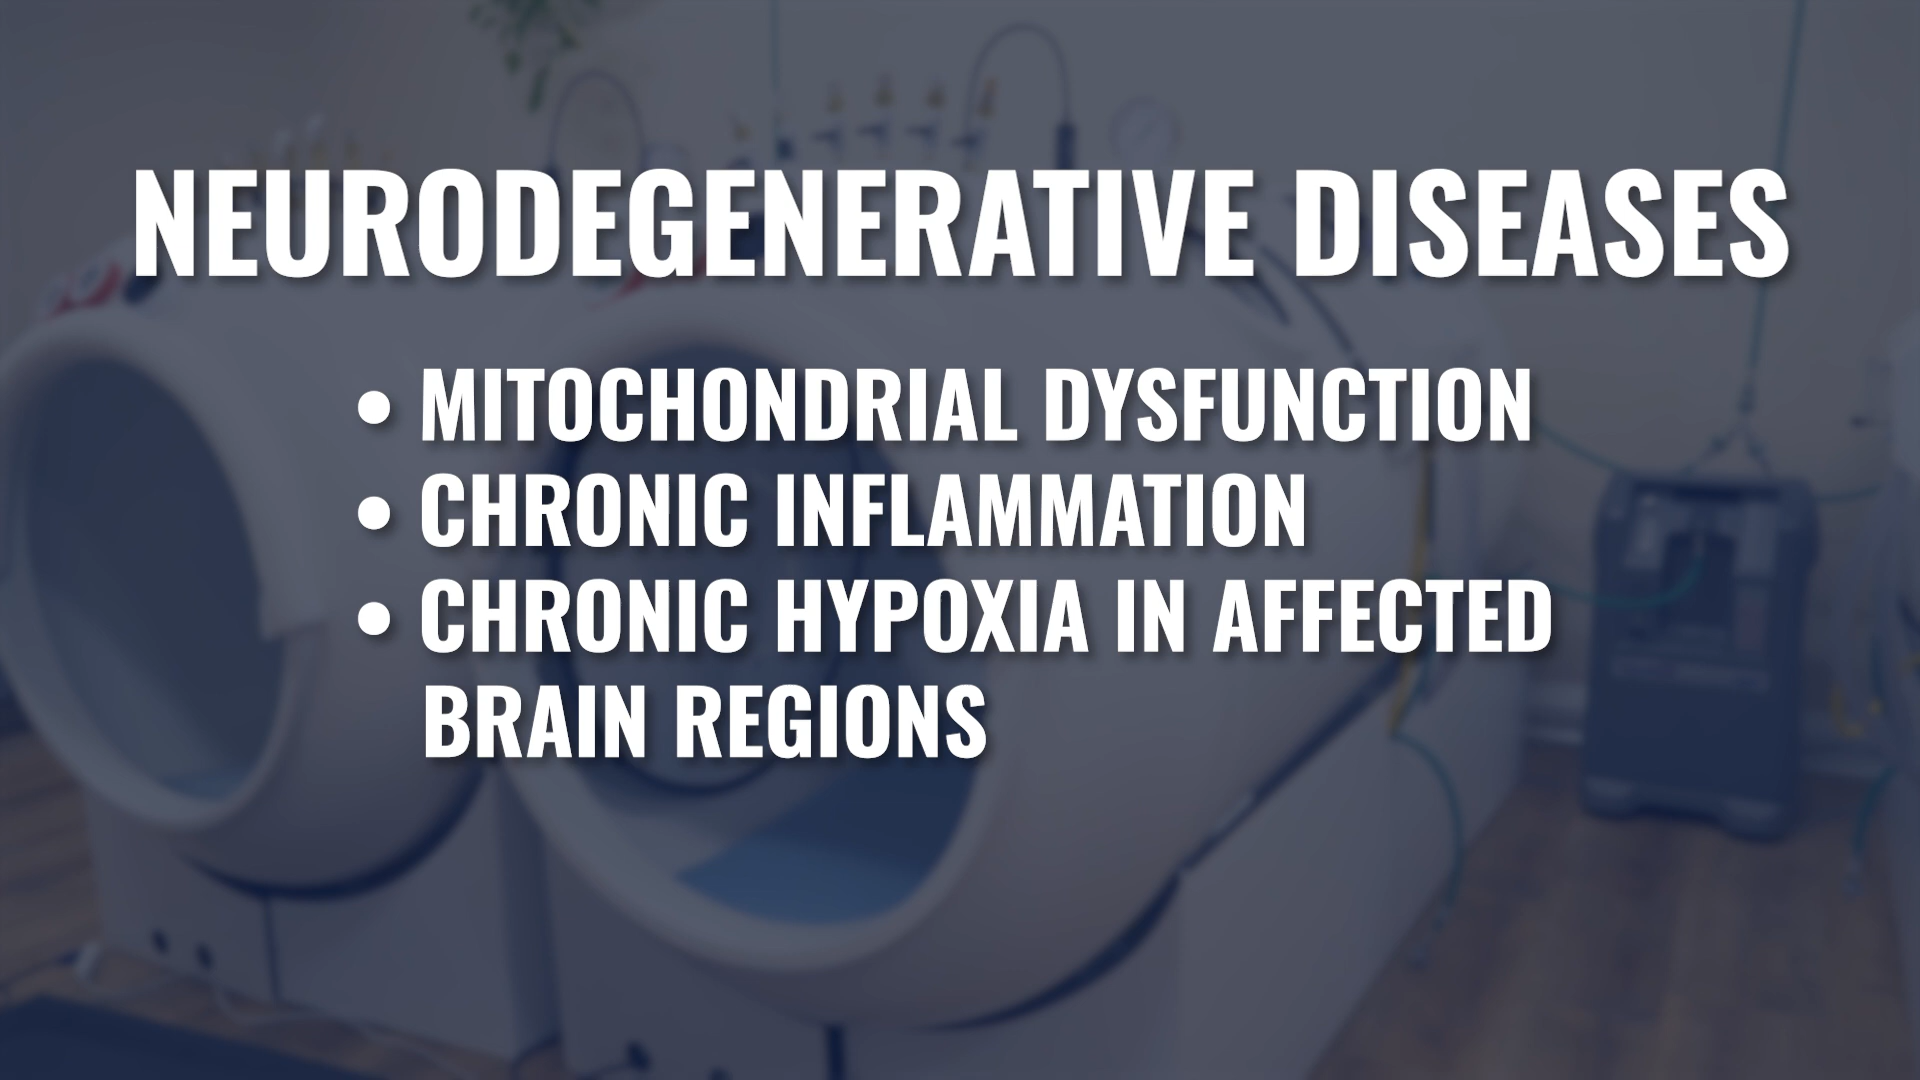 NEURODEGENERATIVE DISEASES
• MITOCHONDRIAL DYSFUNCTION
• CHRONIC INFLAMMATION
• CHRONIC HYPOXIA IN AFFECTED
BRAIN REGIONS